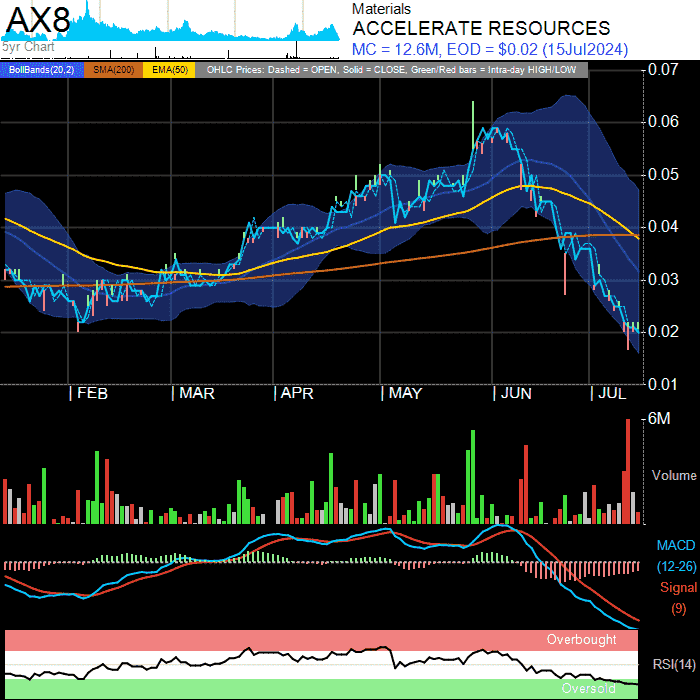 AX8
5yr Chart
Materials
ACCELERATE RESOURCES
MC = 12.6M, EOD = $0.02 (15Jul2024)
BollBands(20,2) SMA(200) EMA(50) OHLC Prices: Dashed = OPEN, Solid = CLOSE, Green/Red bars = Intra-day HIGH/LOW
0.07
0.06
0.05
0.04
0.03
0.02
0.01
| FEB | MAR | APR | MAY | JUN | JUL
6M
Volume
MACD
(12-26)
Signal
(9)
Overbought
RSI(14)
Oversold